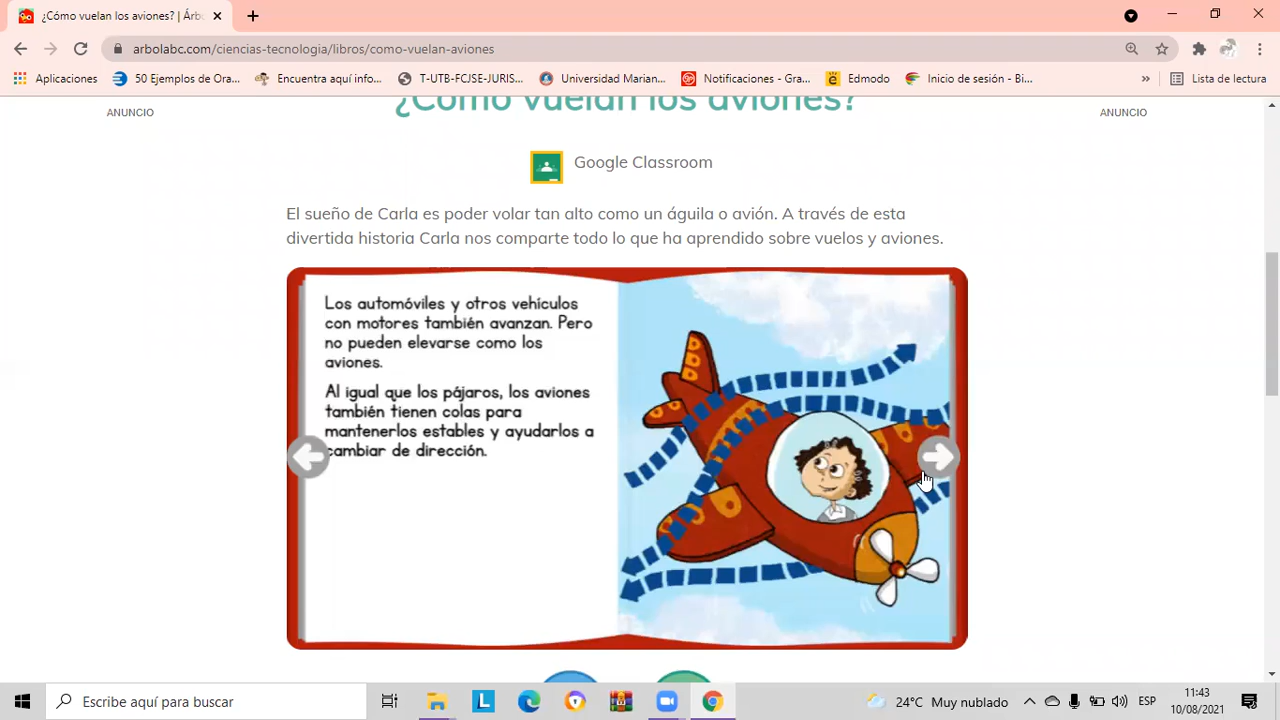 ¿Cómo vuelan los aviones? | Árbo
arbolabc.com/ciencias-tecnologia/libros/como-vuelan-aviones
Aplicaciones
50 Ejemplos de Ora...
Encuentra aquí info...
T-UTB-FCJSE-JURIS...
Universidad Marian...
Notificaciones - Gra...
Edmodo
Inicio de sesión - Bi...
»
Lista de lectura
¿Cómo vuelan los aviones?
ANUNCIO
ANUNCIO
Google Classroom
El sueño de Carla es poder volar tan alto como un águila o avión. A través de esta
divertida historia Carla nos comparte todo lo que ha aprendido sobre vuelos y aviones.
Los automóviles y otros vehículos
con motores también avanzan. Pero
no pueden elevarse como los
aviones.
Al igual que los pájaros, los aviones
también tienen colas para
mantenerlos estables y ayudarlos a
cambiar de dirección.
Escribe aquí para buscar
L
24°C Muy nublado
ESP
11:43
10/08/2021